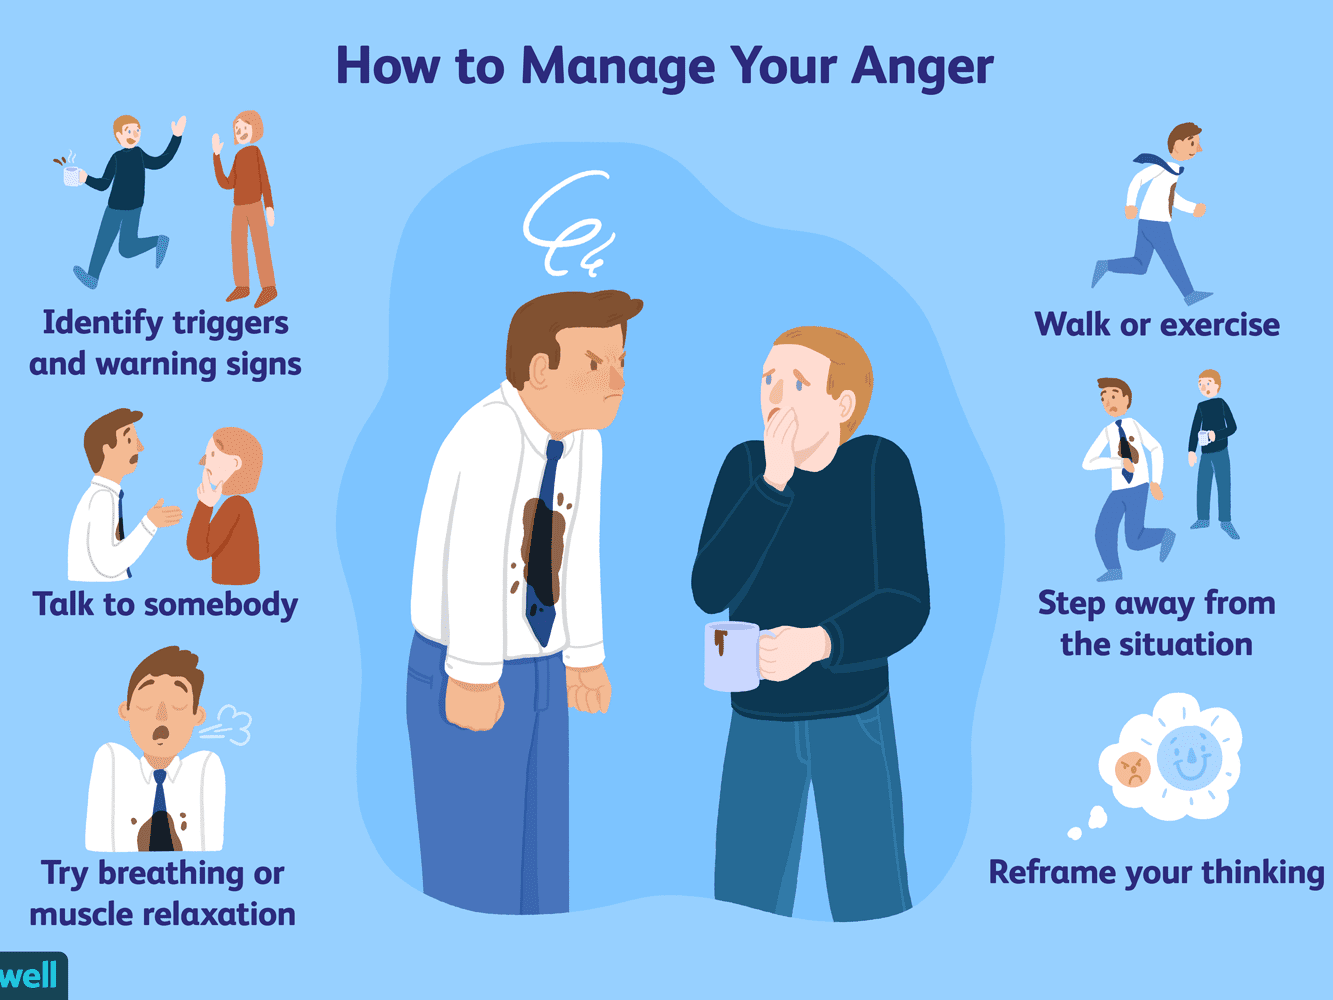 How to Manage Your Anger
Identify triggers
and warning signs
Talk to somebody
Try breathing or
muscle relaxation
Walk or exercise
Step away from
the situation
Reframe your thinking
well